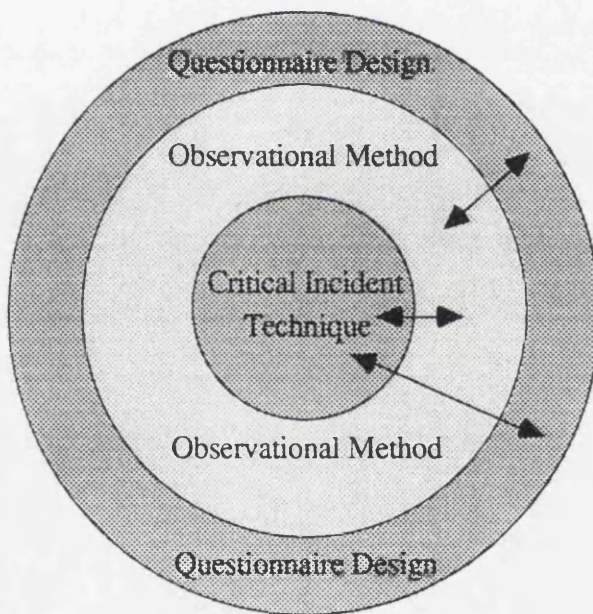 Questionnaire Design.
Observational Method
Critical Incident
Technique
Observational Method
Questionnaire Design